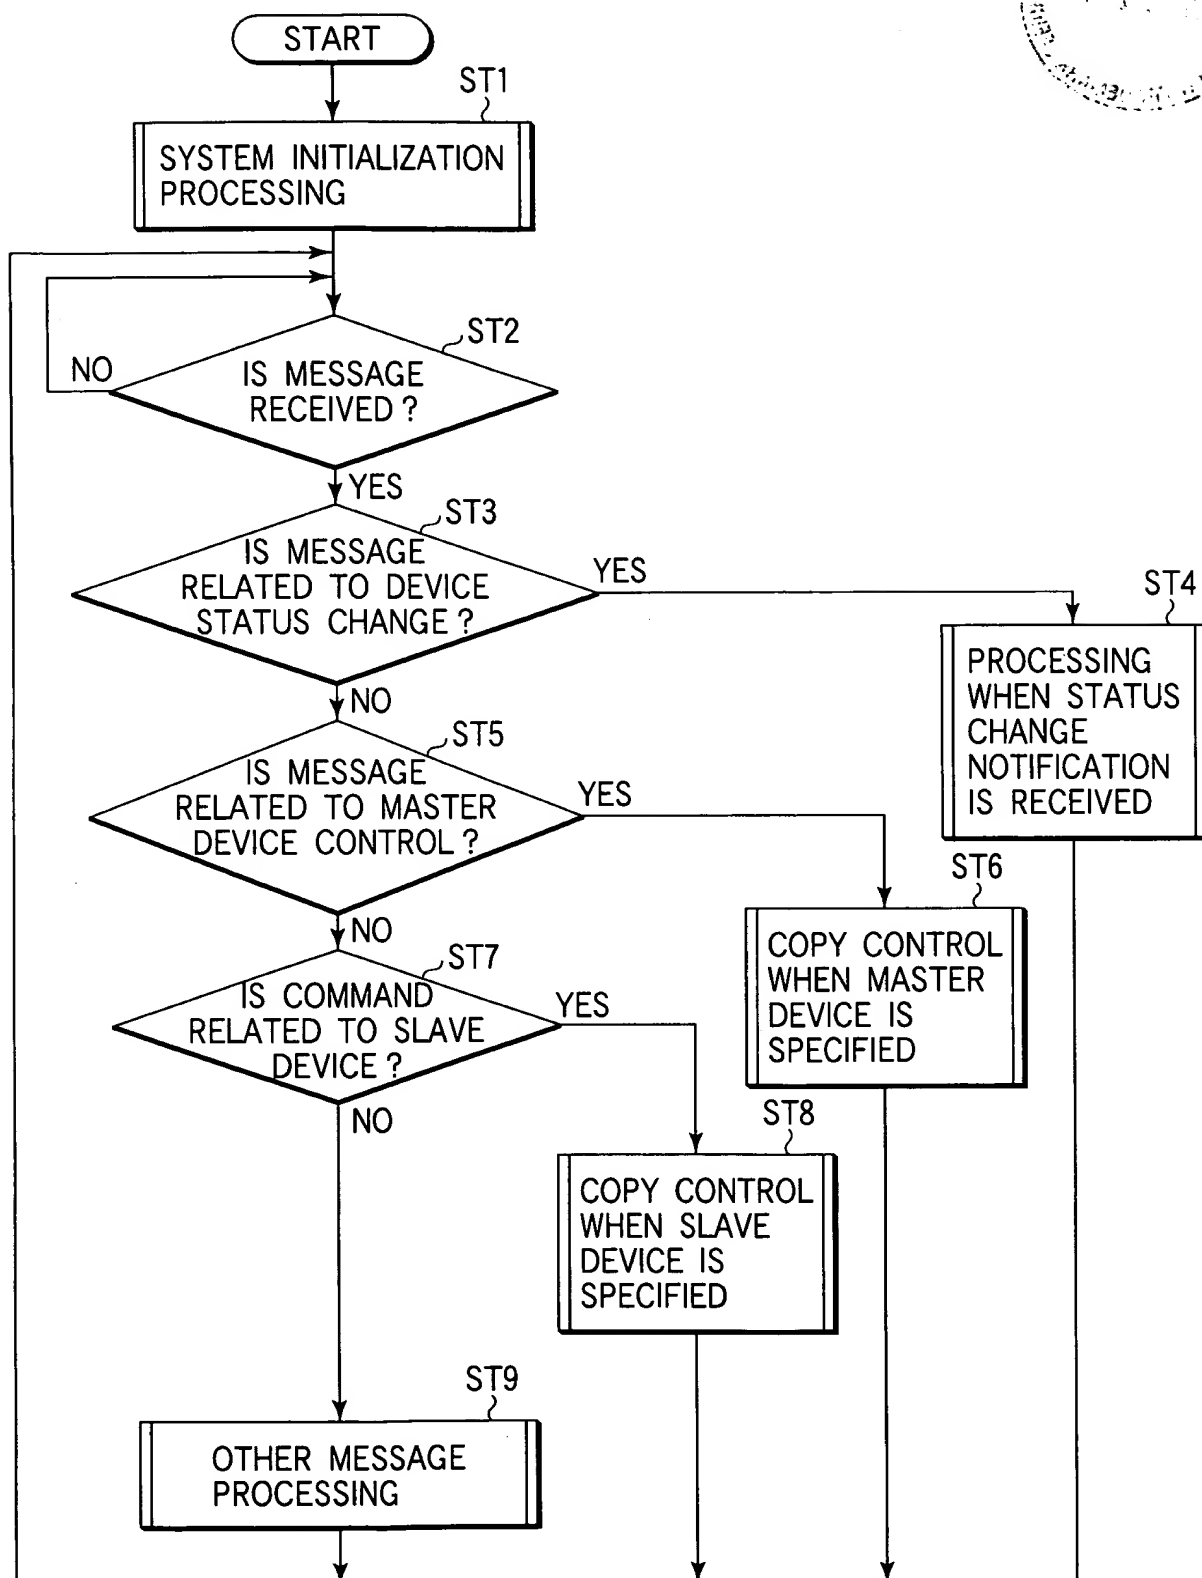 START
ST1
SYSTEM INITIALIZATION
PROCESSING
ST2
NO
IS MESSAGE
RECEIVED?
YES
ST3
IS MESSAGE
RELATED TO DEVICE
STATUS CHANGE?
YES
ST4
PROCESSING
WHEN STATUS
CHANGE
NOTIFICATION
IS RECEIVED
NO
ST5
IS MESSAGE
RELATED TO MASTER
DEVICE CONTROL?
YES
ST6
COPY CONTROL
WHEN MASTER
DEVICE IS
SPECIFIED
NO
ST7
IS COMMAND
RELATED TO SLAVE
DEVICE?
YES
NO
ST8
COPY CONTROL
WHEN SLAVE
DEVICE IS
SPECIFIED
ST9
OTHER MESSAGE
PROCESSING